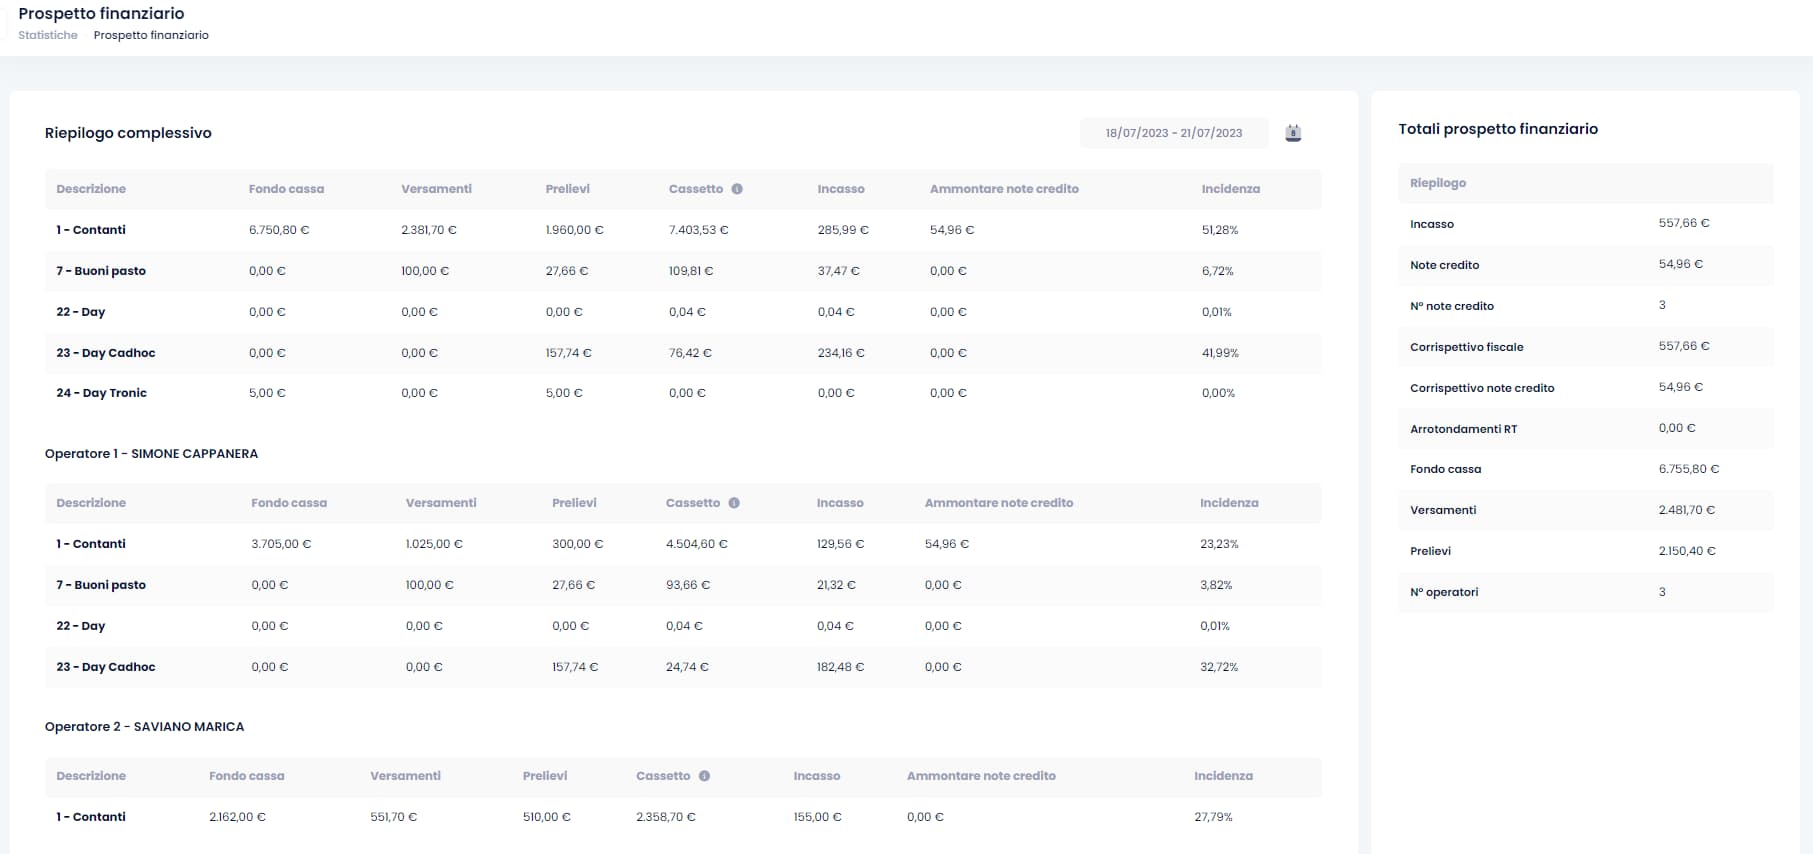 Prospetto finanziario
Statistiche Prospetto finanziario
Riepilogo complessivo
18/07/2023 - 21/07/2023
8
Descrizione Fondo cassa Versamenti Prelievi Cassetto Incasso Ammontare note credito Incidenza
1 - Contanti 6.750,80 € 2.381,70 € 1.960,00 € 7.403,53 € 285,99 € 54,96 € 51,28%
7 - Buoni pasto 0,00 € 100,00 € 27,66 € 109,81 € 37,47 € 0,00 € 6,72%
22 - Day 0,00 € 0,00 € 0,00 € 0,04 € 0,04 € 0,00 € 0,01%
23 - Day Cadhoc 0,00 € 0,00 € 157,74 € 76,42 € 234,16 € 0,00 € 41,99%
24 - Day Tronic 5,00 € 0,00 € 5,00 € 0,00 € 0,00 € 0,00 € 0,00%
Operatore 1 - SIMONE CAPPANERA
Descrizione Fondo cassa Versamenti Prelievi Cassetto Incasso Ammontare note credito Incidenza
1 - Contanti 3.705,00 € 1.025,00 € 300,00 € 4.504,60 € 129,56 € 54,96 € 23,23%
7 - Buoni pasto 0,00 € 100,00 € 27,66 € 93,66 € 21,32 € 0,00 € 3,82%
22 - Day 0,00 € 0,00 € 0,00 € 0,04 € 0,04 € 0,00 € 0,01%
23 - Day Cadhoc 0,00 € 0,00 € 157,74 € 24,74 € 182,48 € 0,00 € 32,72%
Operatore 2 - SAVIANO MARICA
Descrizione Fondo cassa Versamenti Prelievi Cassetto Incasso Ammontare note credito Incidenza
1 - Contanti 2.162,00 € 551,70 € 510,00 € 2.358,70 € 155,00 € 0,00 € 27,79%
Totali prospetto finanziario
Riepilogo
Incasso 557,66 €
Note credito 54,96 €
N° note credito 3
Corrispettivo fiscale 557,66 €
Corrispettivo note credito 54,96 €
Arrotondamenti RT 0,00 €
Fondo cassa 6.755,80 €
Versamenti 2.481,70 €
Prelievi 2.150,40 €
N° operatori 3